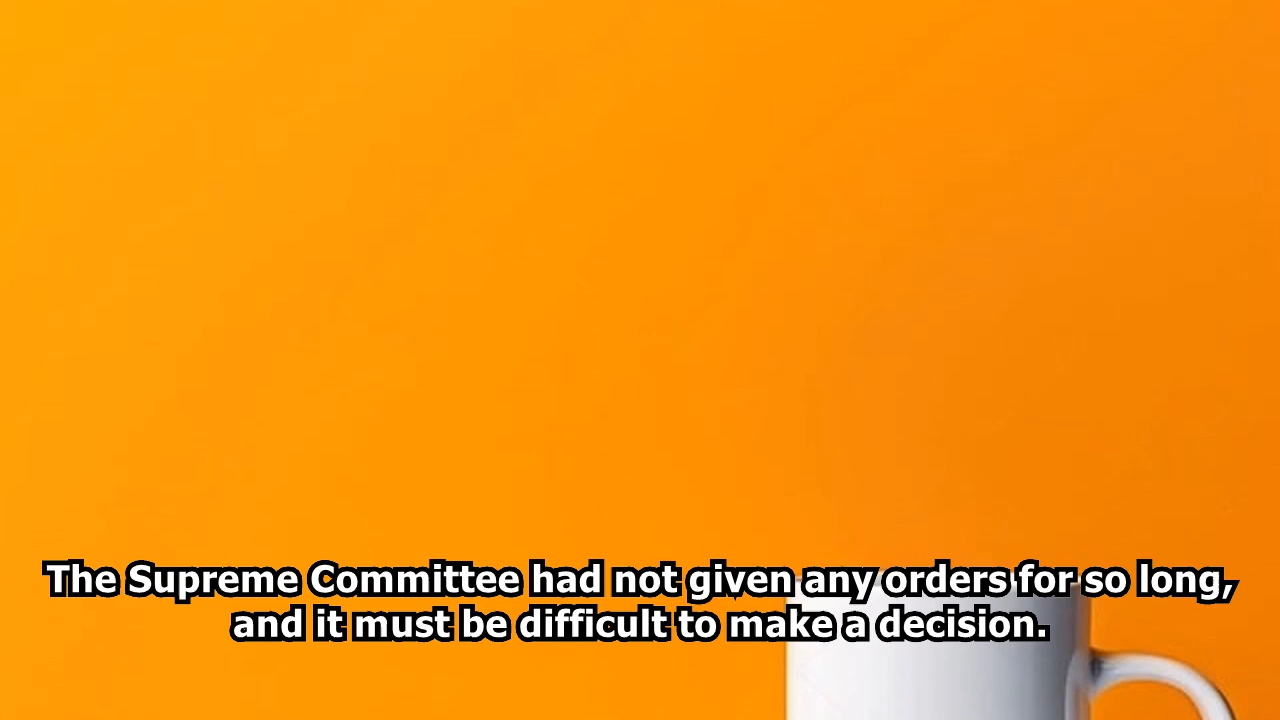 The Supreme Committee had not given any orders for so long,
and it must be difficult to make a decision.